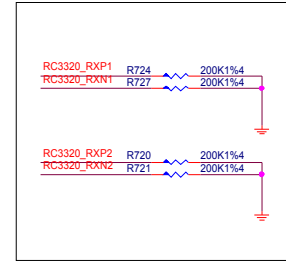 RC3320_RXP1 R724 200K1%4
RC3320_RXN1 R727 200K1%4
RC3320_RXP2 R720 200K1%4
RC3320_RXN2 R721 200K1%4